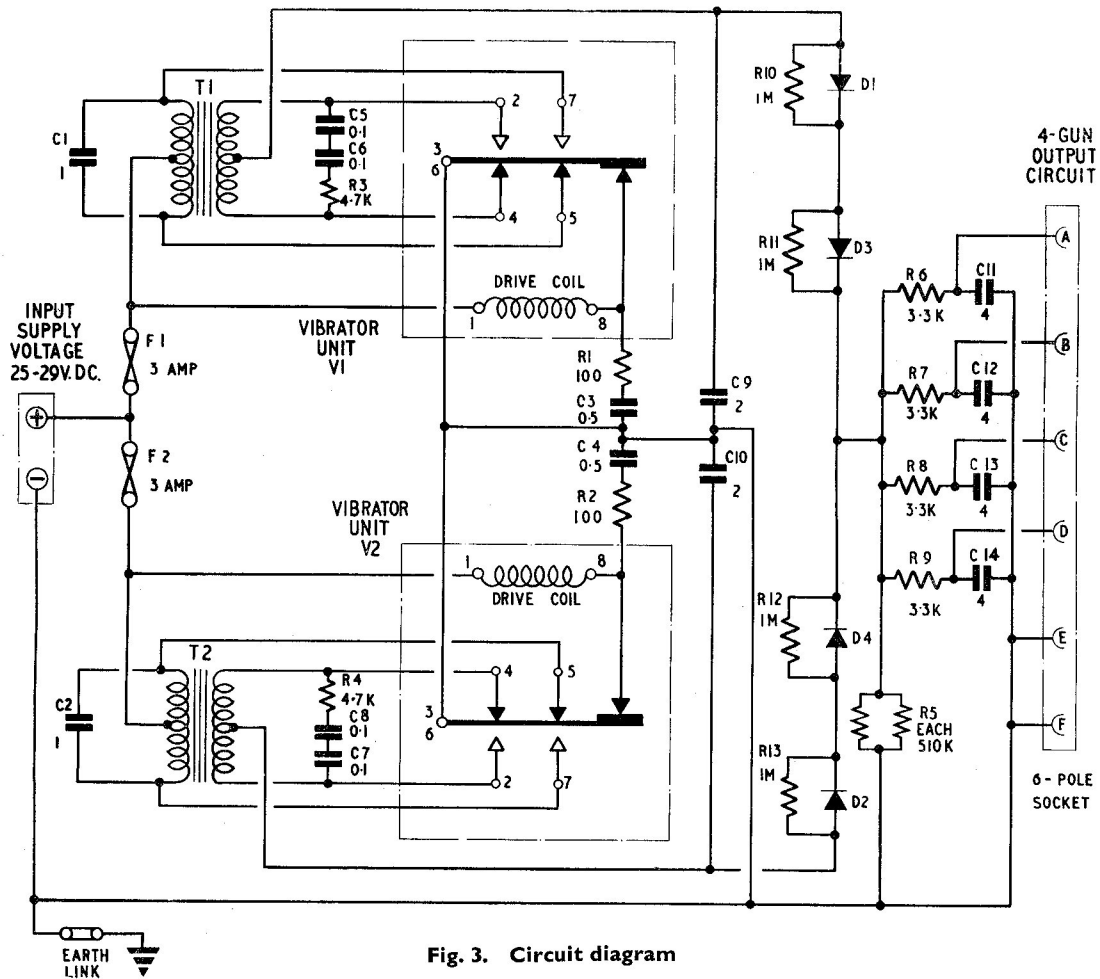 T1
C1
1
C5
0·1
C6
0·1
R3
4·7K
2
7
3
6
4
5
DRIVE COIL
1
8
VIBRATOR
UNIT
V1
INPUT
SUPPLY
VOLTAGE
25-29V.DC.
F1
3 AMP
+
−
F2
3 AMP
R1
100
C3
0·5
C4
0·5
R2
100
C9
2
C10
2
R10
1M
D1
R11
1M
D3
4-GUN
OUTPUT
CIRCUIT
A
R6
3·3K
C11
4
B
R7
3·3K
C12
4
C
R8
3·3K
C13
4
D
R9
3·3K
C14
4
E
F
6-POLE
SOCKET
VIBRATOR
UNIT
V2
1
8
DRIVE COIL
T2
C2
1
R4
4·7K
C8
0·1
C7
0·1
4
5
3
6
2
7
R12
1M
D4
R13
1M
D2
R5
EACH
510K
EARTH
LINK
Fig. 3. Circuit diagram